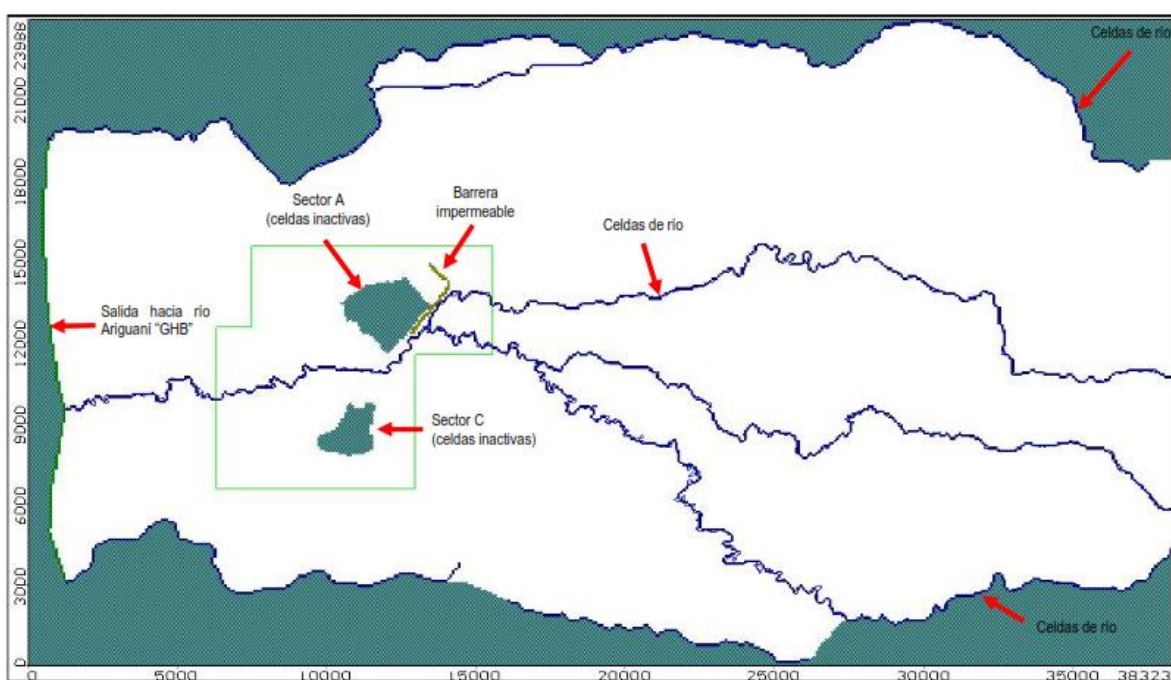 23988
21000
18000
15000
12000
9000
6000
3000
0
Celdas de río
Sector A
(celdas inactivas)
Barrera
impermeable
Celdas de río
Salida hacia río
Ariguaní “GHB”
Sector C
(celdas inactivas)
Celdas de río
0 5000 10000 15000 20000 25000 30000 35000 38323